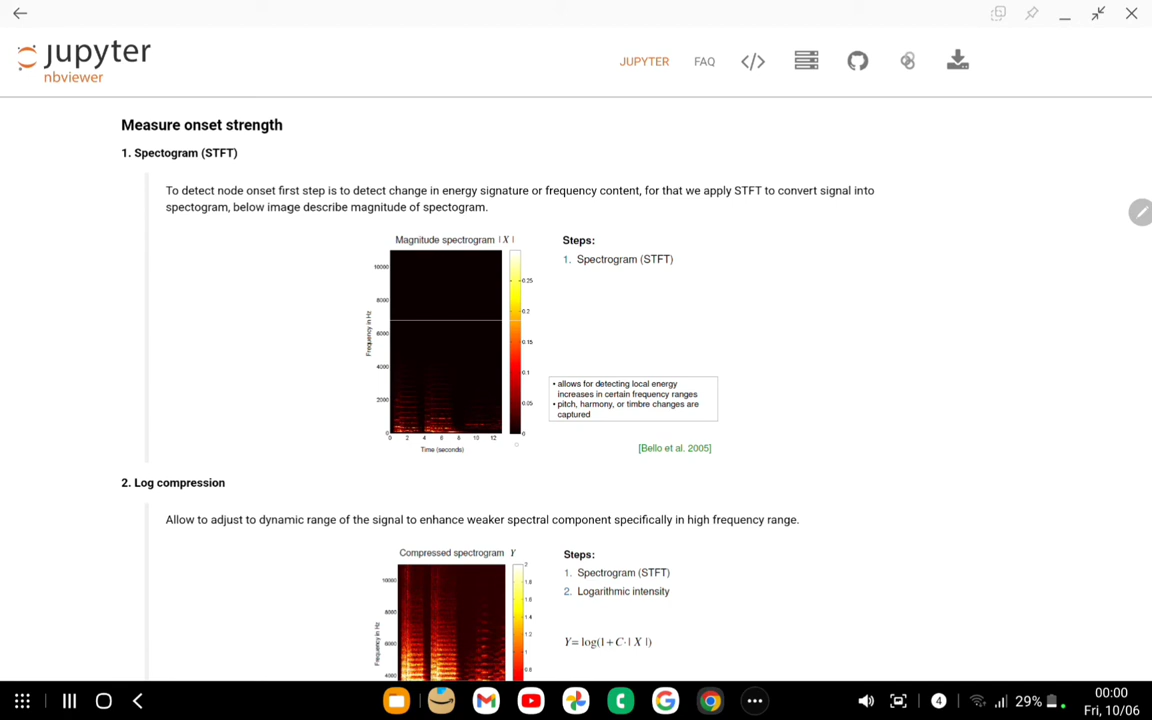 jupyter
nbviewer
JUPYTER FAQ </>
Measure onset strength
1. Spectogram (STFT)
To detect node onset first step is to detect change in energy signature or frequency content, for that we apply STFT to convert signal into
spectogram, below image describe magnitude of spectogram.
Magnitude spectrogram | X |
10000
8000
6000
4000
2000
0
Frequency in Hz
0 2 4 6 8 10 12
Time (seconds)
0.25
0.2
0.15
0.1
0.05
0
Steps:
1. Spectrogram (STFT)
• allows for detecting local energy
increases in certain frequency ranges
• pitch, harmony, or timbre changes are
captured
[Bello et al. 2005]
2. Log compression
Allow to adjust to dynamic range of the signal to enhance weaker spectral component specifically in high frequency range.
Compressed spectrogram Y
10000
8000
6000
4000
Frequency in Hz
2
1.8
1.6
1.4
1.2
1
0.8
Steps:
1. Spectrogram (STFT)
2. Logarithmic intensity
Y= log(1+ C·| X |)
4 29% 00:00
Fri, 10/06